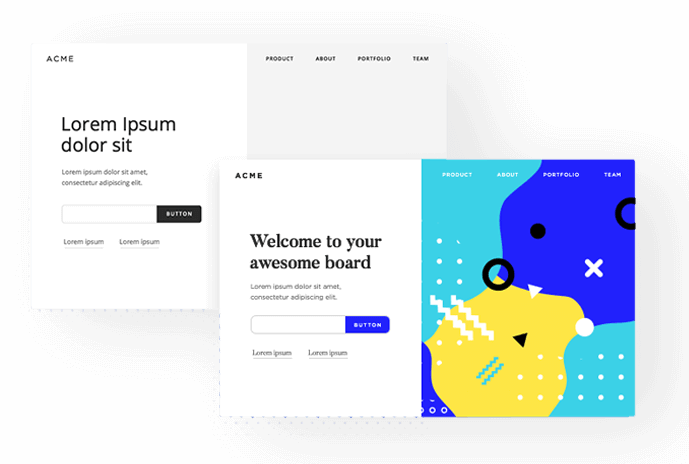 ACME
PRODUCT ABOUT PORTFOLIO TEAM
Lorem Ipsum
dolor sit
Lorem ipsum dolor sit amet,
consectetur adipiscing elit.
BUTTON
Lorem ipsum Lorem ipsum
ACME
PRODUCT ABOUT PORTFOLIO TEAM
Welcome to your
awesome board
Lorem ipsum dolor sit amet,
consectetur adipiscing elit.
BUTTON
Lorem ipsum Lorem ipsum